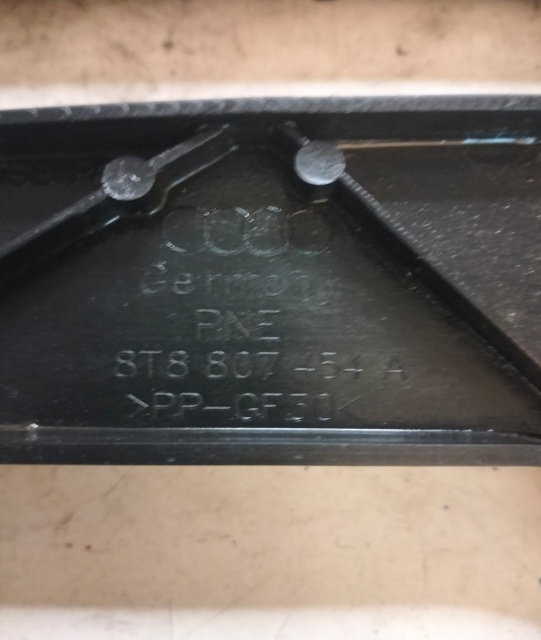 Germany
PNE
8T8 807 454 A
>PP-GF30<